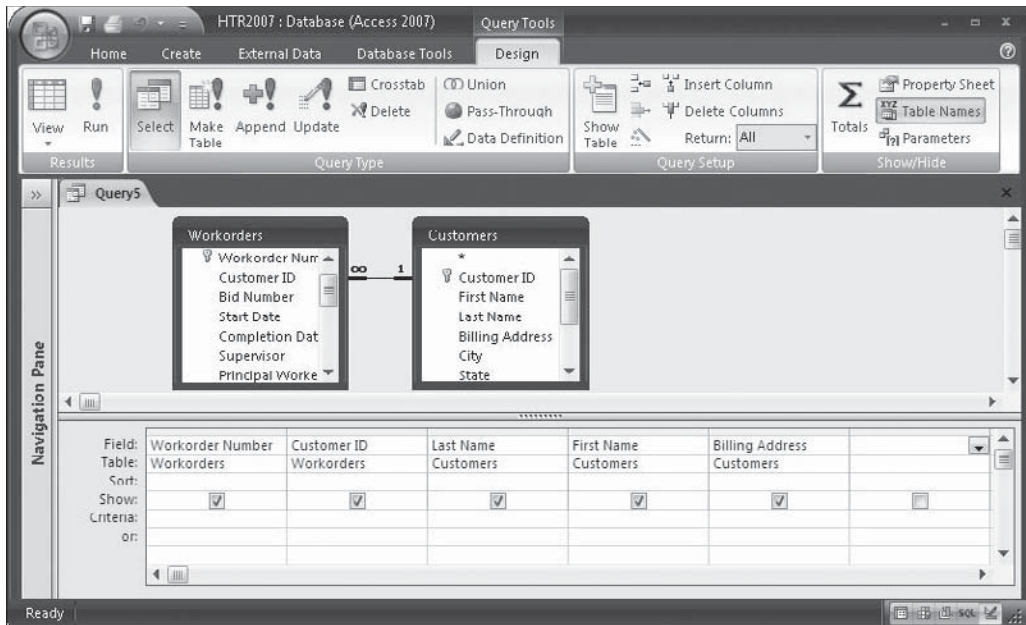 HTR2007 : Database (Access 2007)
Query Tools
Home Create External Data Database Tools Design
View
Run
Results
Select
Make Table
Append
Update
Crosstab
Delete
Union
Pass-Through
Data Definition
Query Type
Show Table
Insert Column
Delete Columns
Return: All
Query Setup
Totals
Property Sheet
XYZ
Table Names
Parameters
Show/Hide
Query5
Navigation Pane
Workorders
Workorder Num
Customer ID
Bid Number
Start Date
Completion Dat
Supervisor
Principal Worke
∞ 1
Customers
*
Customer ID
First Name
Last Name
Billing Address
City
State
Field: Workorder Number Customer ID Last Name First Name Billing Address
Table: Workorders Workorders Customers Customers Customers
Sort:
Show:
Criteria:
or:
Ready
SQL